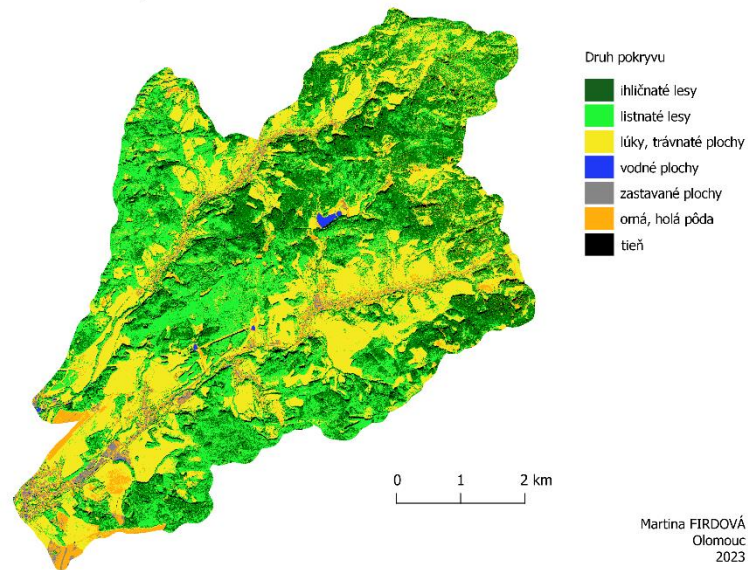 Druh pokryvu
ihličnaté lesy
listnaté lesy
lúky, trávnaté plochy
vodné plochy
zastavané plochy
orná, holá pôda
tieň
0 1 2 km
Martina FIRDOVÁ
Olomouc
2023